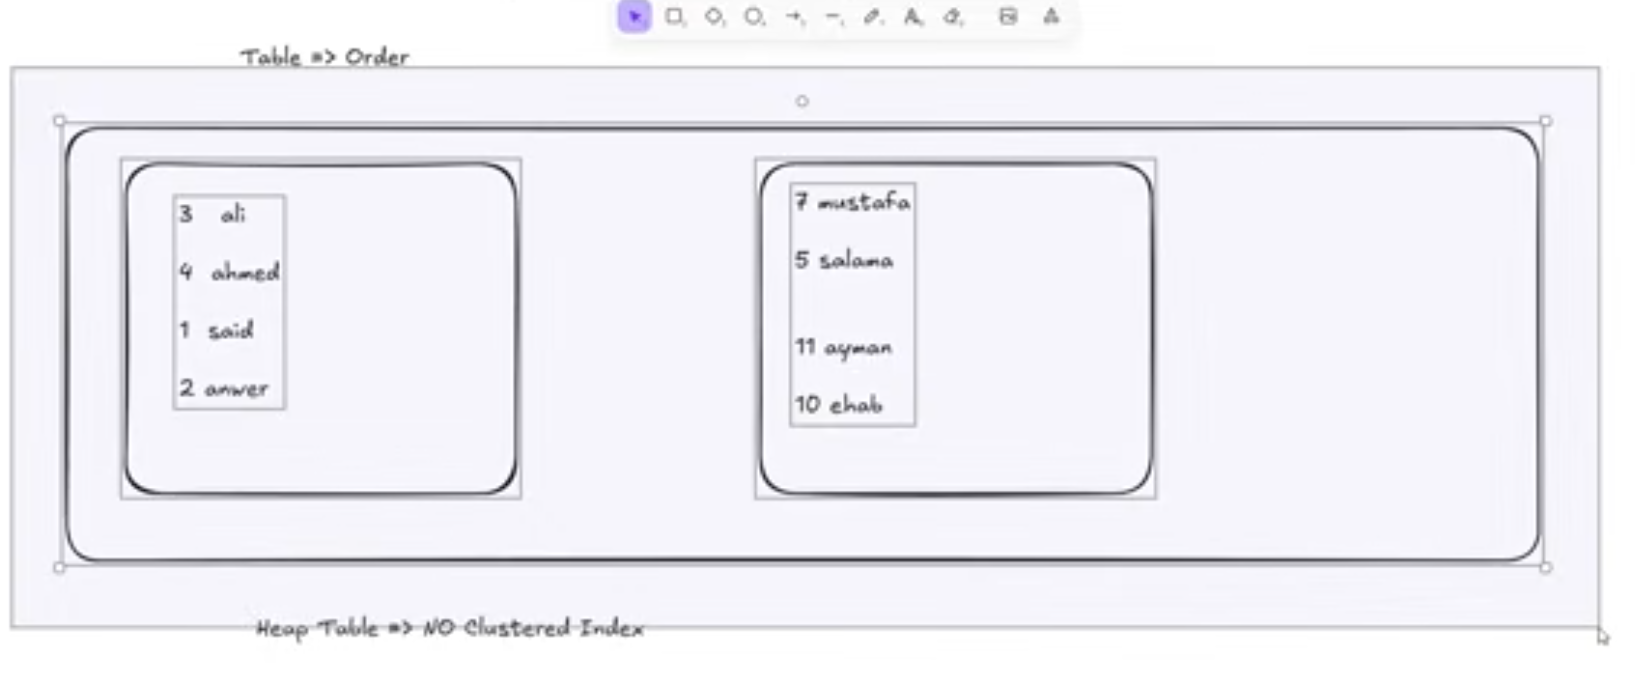 Table => Order
3 ali
4 ahmed
1 said
2 anwer
7 mustafa
5 salama
11 ayman
10 ehab
Heap Table => NO Clustered Index